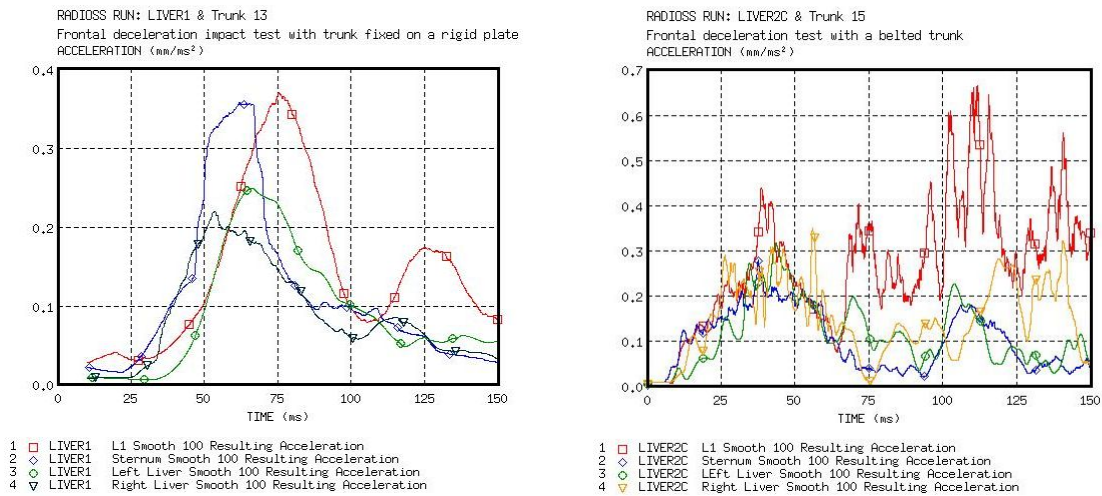 RADIOSS RUN: LIVER1 & Trunk 13
Frontal deceleration impact test with trunk fixed on a rigid plate
ACCELERATION (mm/ms²)
0.4
0.3
0.2
0.1
0.0
0 25 50 75 100 125 150
TIME (ms)
1 LIVER1 L1 Smooth 100 Resulting Acceleration
2 LIVER1 Sternum Smooth 100 Resulting Acceleration
3 LIVER1 Left Liver Smooth 100 Resulting Acceleration
4 LIVER1 Right Liver Smooth 100 Resulting Acceleration
RADIOSS RUN: LIVER2C & Trunk 15
Frontal deceleration test with a belted trunk
ACCELERATION (mm/ms²)
0.7
0.6
0.5
0.4
0.3
0.2
0.1
0.0
0 25 50 75 100 125 150
TIME (ms)
1 LIVER2C L1 Smooth 100 Resulting Acceleration
2 LIVER2C Sternum Smooth 100 Resulting Acceleration
3 LIVER2C LEft Liver Smooth 100 Resulting Acceleration
4 LIVER2C Right Liver Smooth 100 Resulting Acceleration